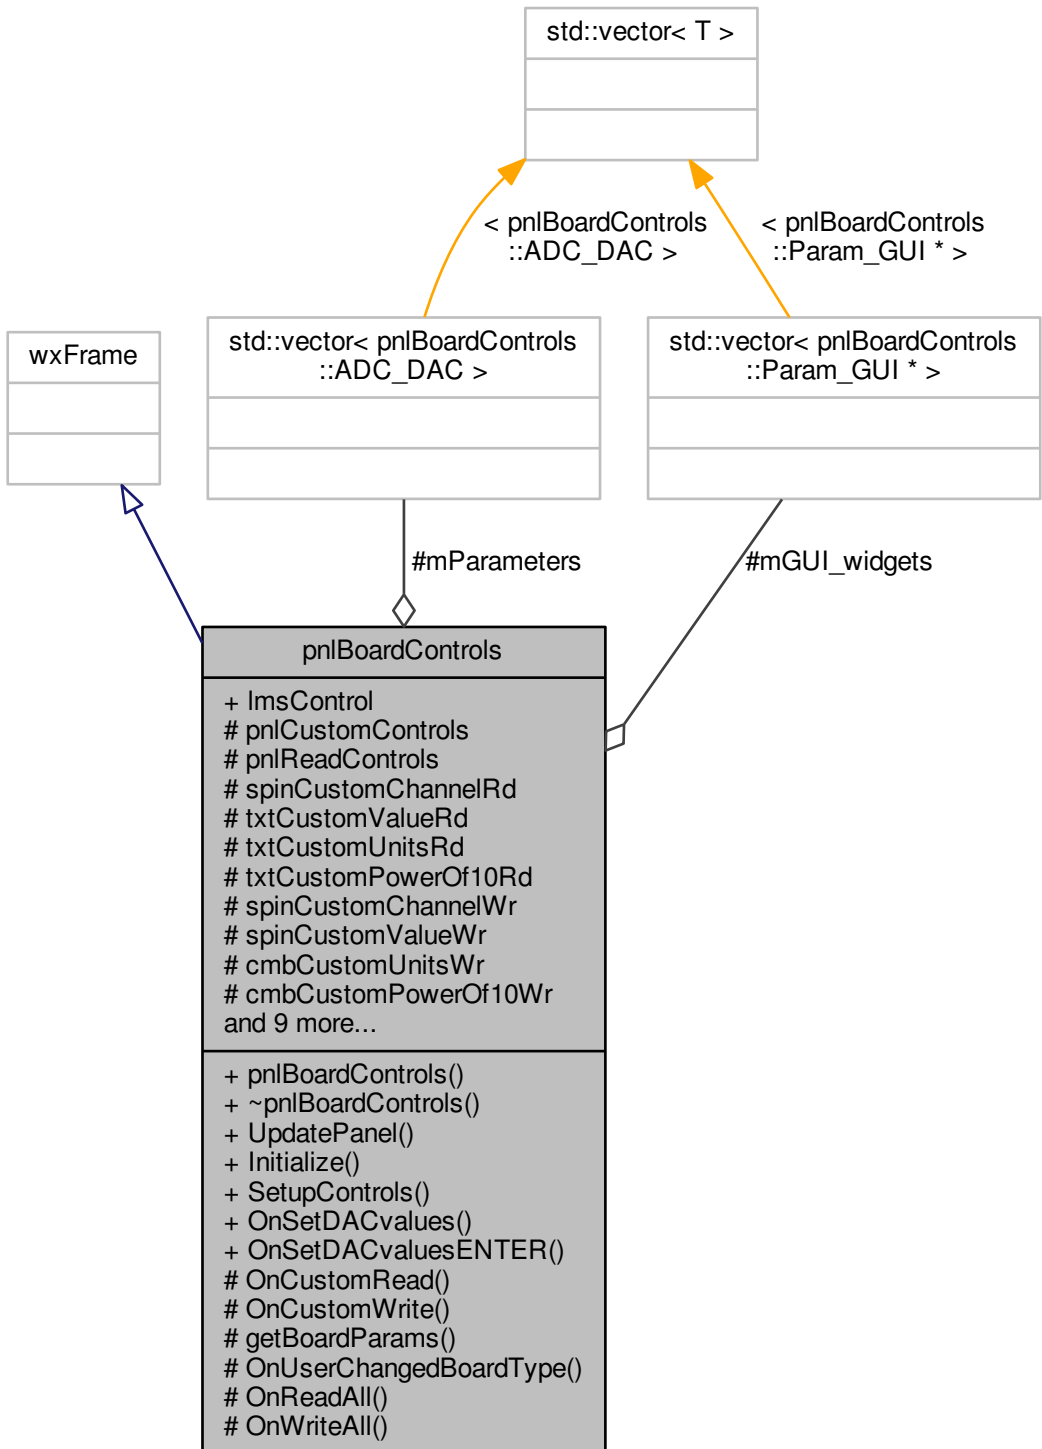 std::vector< T >
< pnlBoardControls
::ADC_DAC >
< pnlBoardControls
::Param_GUI * >
wxFrame
std::vector< pnlBoardControls
::ADC_DAC >
std::vector< pnlBoardControls
::Param_GUI * >
#mParameters
#mGUI_widgets
pnlBoardControls
+ lmsControl
# pnlCustomControls
# pnlReadControls
# spinCustomChannelRd
# txtCustomValueRd
# txtCustomUnitsRd
# txtCustomPowerOf10Rd
# spinCustomChannelWr
# spinCustomValueWr
# cmbCustomUnitsWr
# cmbCustomPowerOf10Wr
and 9 more...
+ pnlBoardControls()
+ ~pnlBoardControls()
+ UpdatePanel()
+ Initialize()
+ SetupControls()
+ OnSetDACvalues()
+ OnSetDACvaluesENTER()
# OnCustomRead()
# OnCustomWrite()
# getBoardParams()
# OnUserChangedBoardType()
# OnReadAll()
# OnWriteAll()